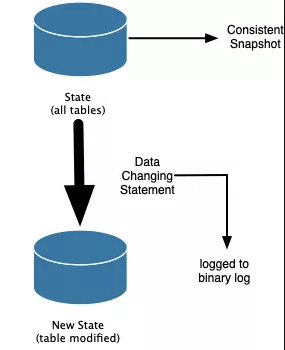 Consistent
Snapshot
State
(all tables)
Data
Changing
Statement
logged to
binary log
New State
(table modified)